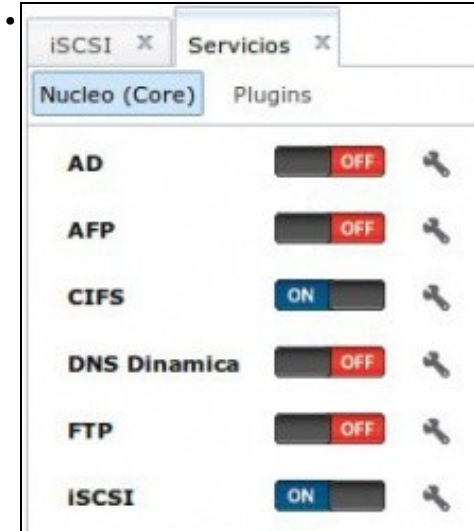 iSCSI x Servicios x
Nucleo (Core) Plugins
AD OFF
AFP OFF
CIFS ON
DNS Dinamica OFF
FTP OFF
iSCSI ON